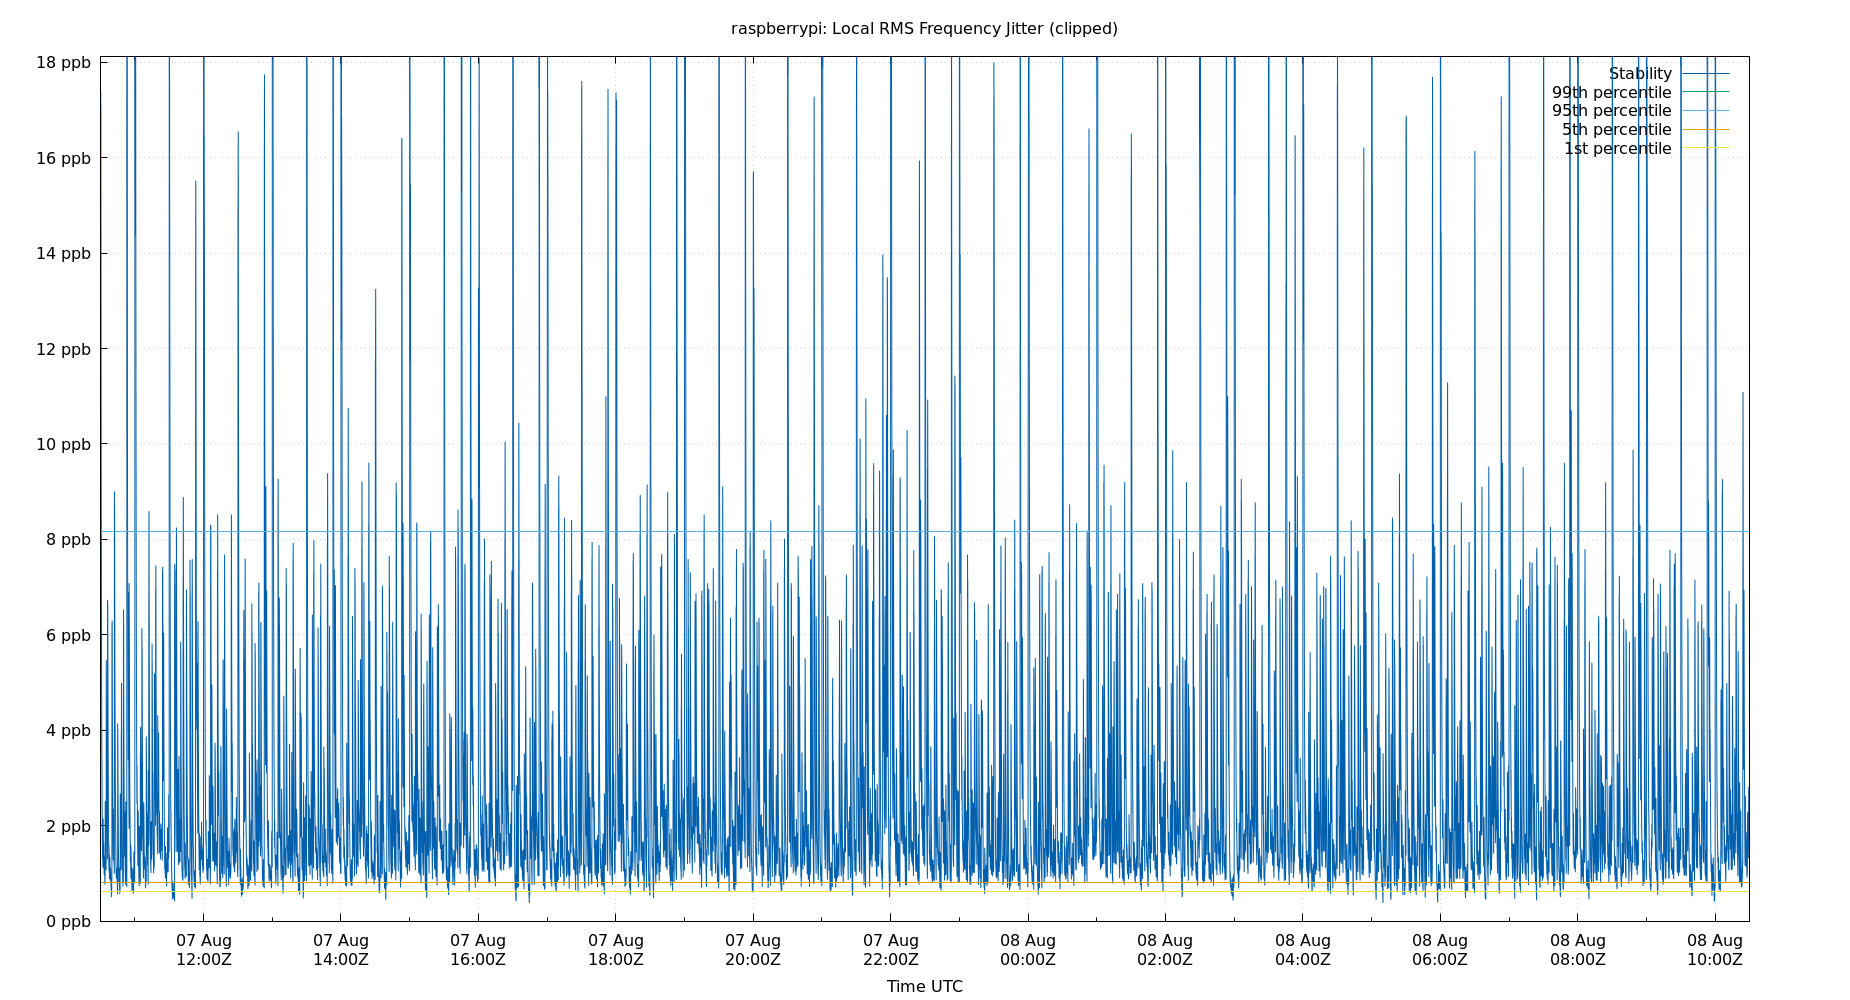 raspberrypi: Local RMS Frequency Jitter (clipped)
18 ppb
16 ppb
14 ppb
12 ppb
10 ppb
8 ppb
6 ppb
4 ppb
2 ppb
0 ppb
Stability
99th percentile
95th percentile
5th percentile
1st percentile
07 Aug 07 Aug 07 Aug 07 Aug 07 Aug 07 Aug 08 Aug 08 Aug 08 Aug 08 Aug 08 Aug 08 Aug
12:00Z 14:00Z 16:00Z 18:00Z 20:00Z 22:00Z 00:00Z 02:00Z 04:00Z 06:00Z 08:00Z 10:00Z
Time UTC